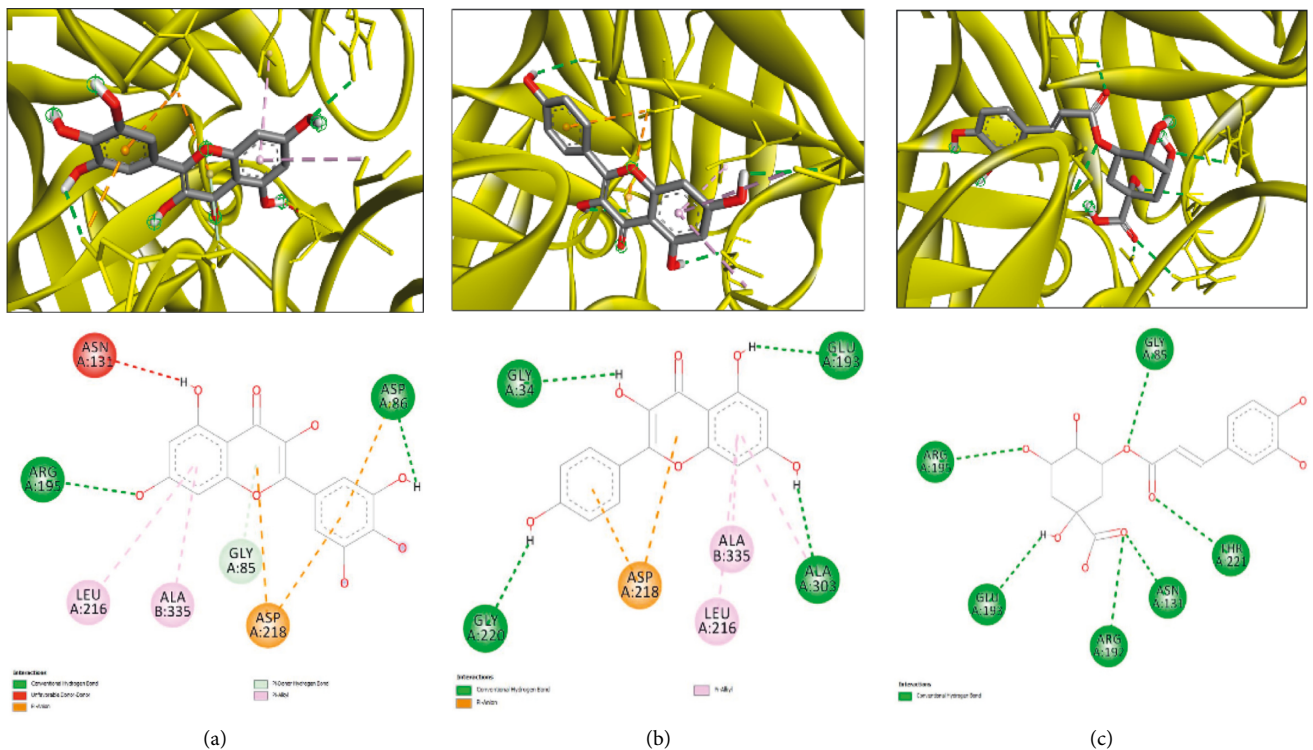 ASN
A:131
ASP
A:86
ARG
A:195
GLY
A:85
LEU
A:216
ALA
B:335
ASP
A:218
H
O
O
O
O
O
H
O
O
O
Interactions
Conventional Hydrogen Bond
Unfavorable Donor-Donor
Pi-Anion
Pi-Donor Hydrogen Bond
Pi-Alkyl
(a)
GLY
A:34
GLU
A:193
ALA
B:335
ASP
A:218
ALA
A:303
LEU
A:216
GLY
A:220
H
O
O
O
H
O
O
H
O
H
Interactions
Conventional Hydrogen Bond
Pi-Anion
Pi-Alkyl
(b)
GLY
A:85
ARG
A:195
A:221
GLU
A:193
ASN
A:131
ARG
A:192
O
O
O
O
O
O
H
O
O
O
Interactions
Conventional Hydrogen Bond
(c)